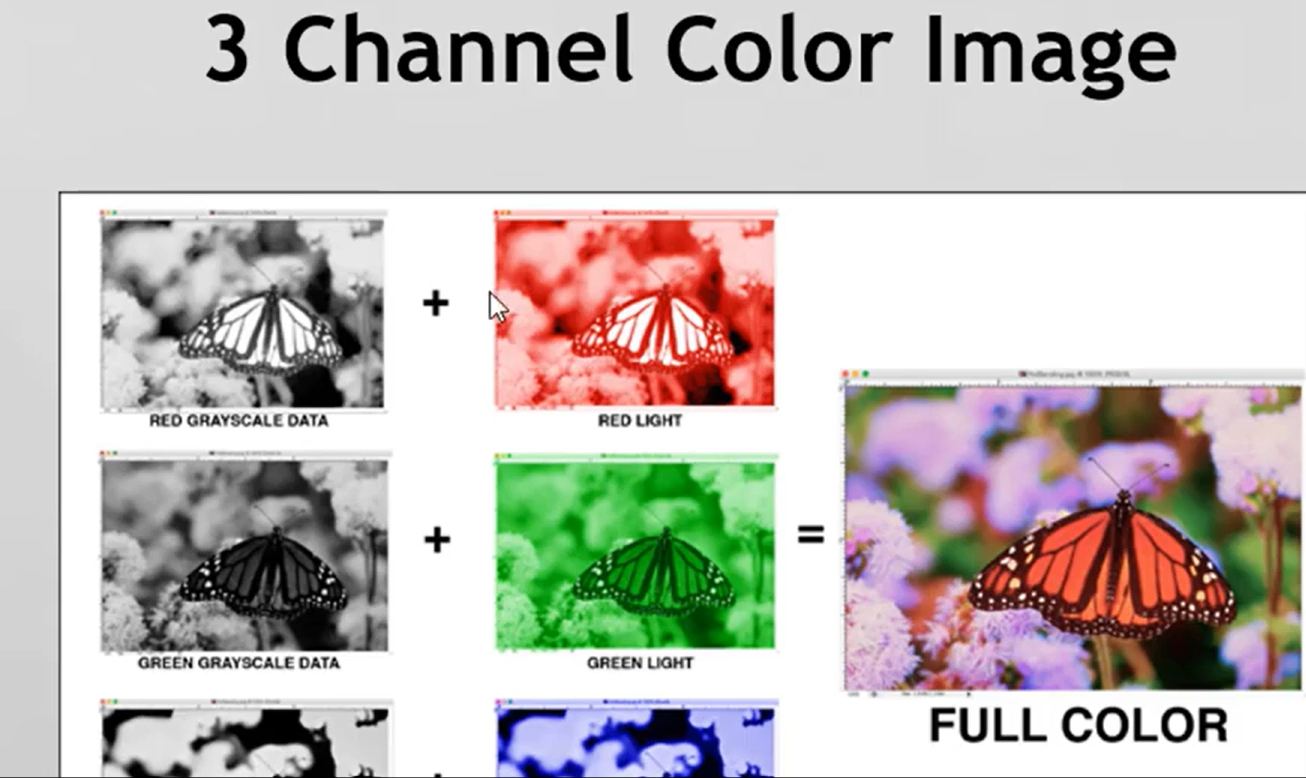 3 Channel Color Image
+
RED GRAYSCALE DATA
RED LIGHT
+
=
GREEN GRAYSCALE DATA
GREEN LIGHT
FULL COLOR